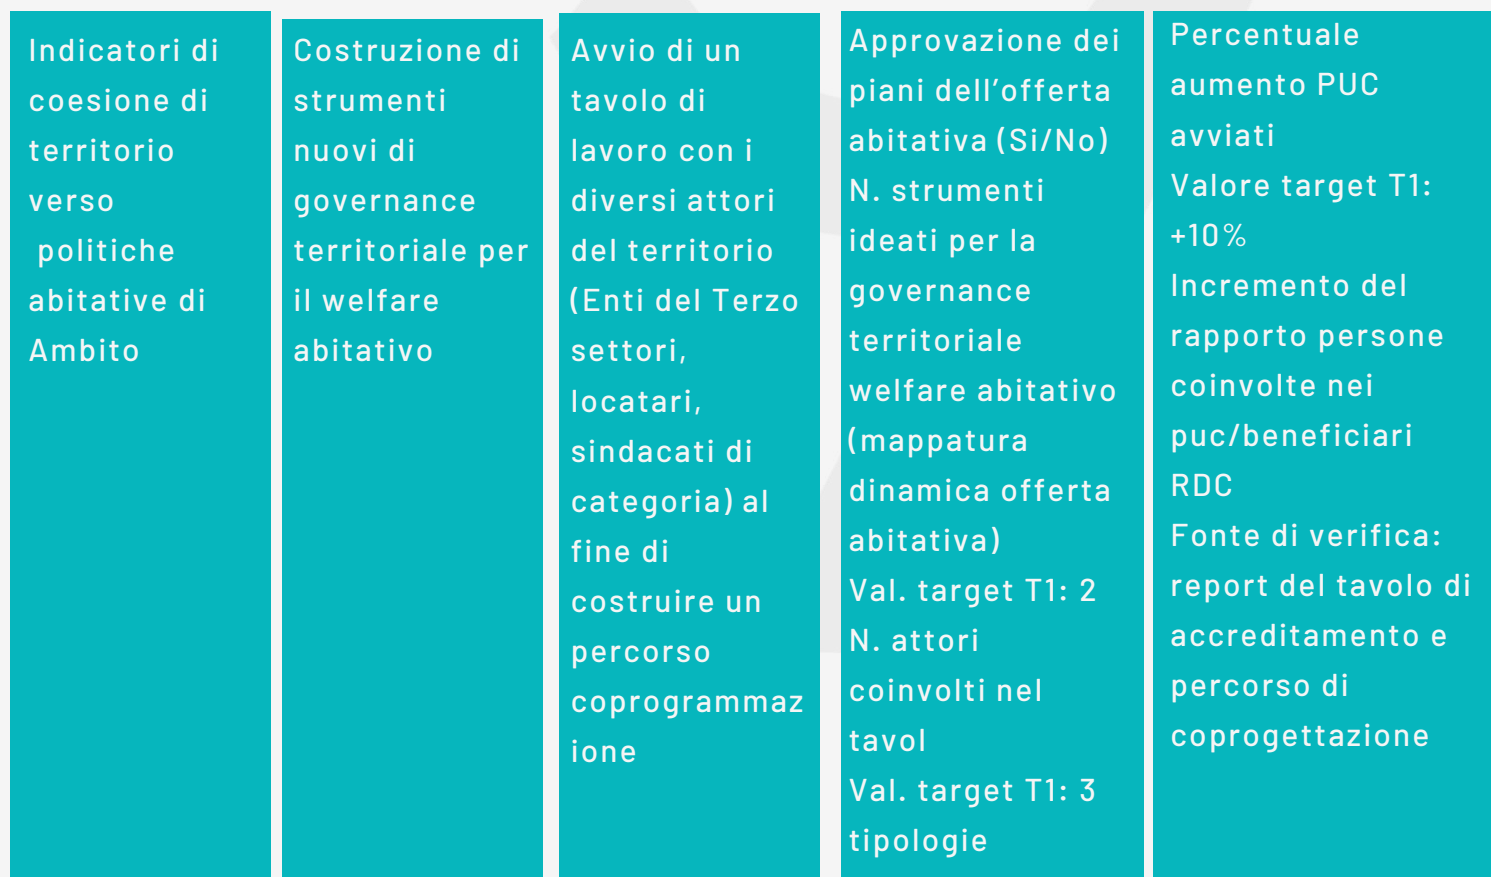 Indicatori di
coesione di
territorio
verso
politiche
abitative di
Ambito
Costruzione di
strumenti
nuovi di
governance
territoriale per
il welfare
abitativo
Avvio di un
tavolo di
lavoro con i
diversi attori
del territorio
(Enti del Terzo
settori,
locatari,
sindacati di
categoria) al
fine di
costruire un
percorso
coprogrammaz
ione
Approvazione dei
piani dell’offerta
abitativa (Si/No)
N. strumenti
ideati per la
governance
territoriale
welfare abitativo
(mappatura
dinamica offerta
abitativa)
Val. target T1: 2
N. attori
coinvolti nel
tavol
Val. target T1: 3
tipologie
Percentuale
aumento PUC
avviati
Valore target T1:
+10%
Incremento del
rapporto persone
coinvolte nei
puc/beneficiari
RDC
Fonte di verifica:
report del tavolo di
accreditamento e
percorso di
coprogettazione